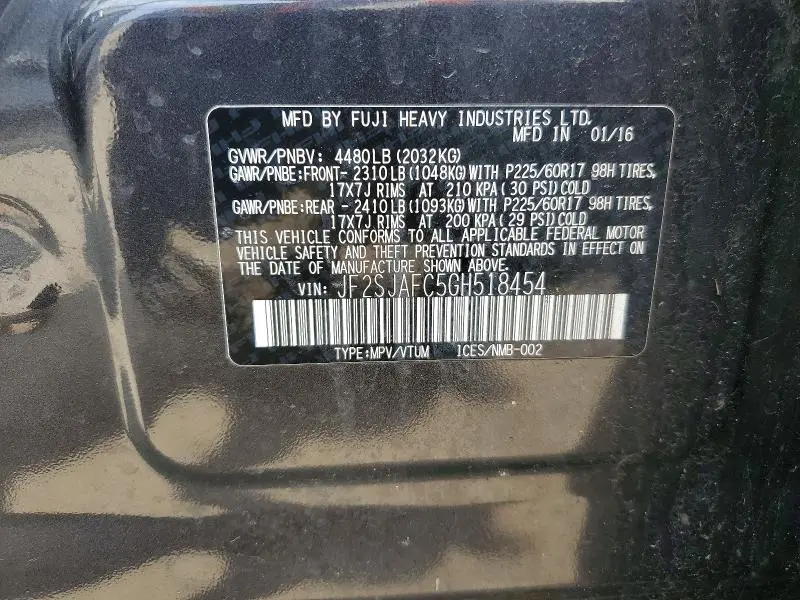 MFD BY FUJI HEAVY INDUSTRIES LTD.
MFD IN 01/16
GVWR/PNBV: 4480LB(2032KG)
GAWR/PNBE:FRONT- 2310LB(1048KG)WITH P225/60R17 98H TIRES,
17X7J RIMS AT 210 KPA(30 PSI)COLD
GAWR/PNBE:REAR - 2410LB(1093KG)WITH P225/60R17 98H TIRES,
17X7J RIMS AT 200 KPA(29 PSI)COLD
THIS VEHICLE CONFORMS TO ALL APPLICABLE FEDERAL MOTOR
VEHICLE SAFETY AND THEFT PREVENTION STANDARDS IN EFFECT ON
THE DATE OF MANUFACTURE SHOWN ABOVE.
VIN: JF2SJAFC5GH518454
TYPE:MPV/VTUM ICES/NMB-002